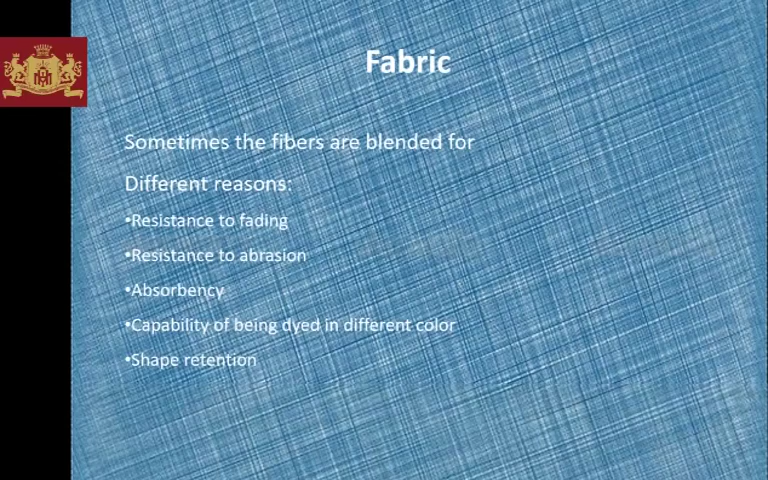 Fabric
Sometimes the fibers are blended for
Different reasons:
•Resistance to fading
•Resistance to abrasion
•Absorbency
•Capability of being dyed in different color
•Shape retention